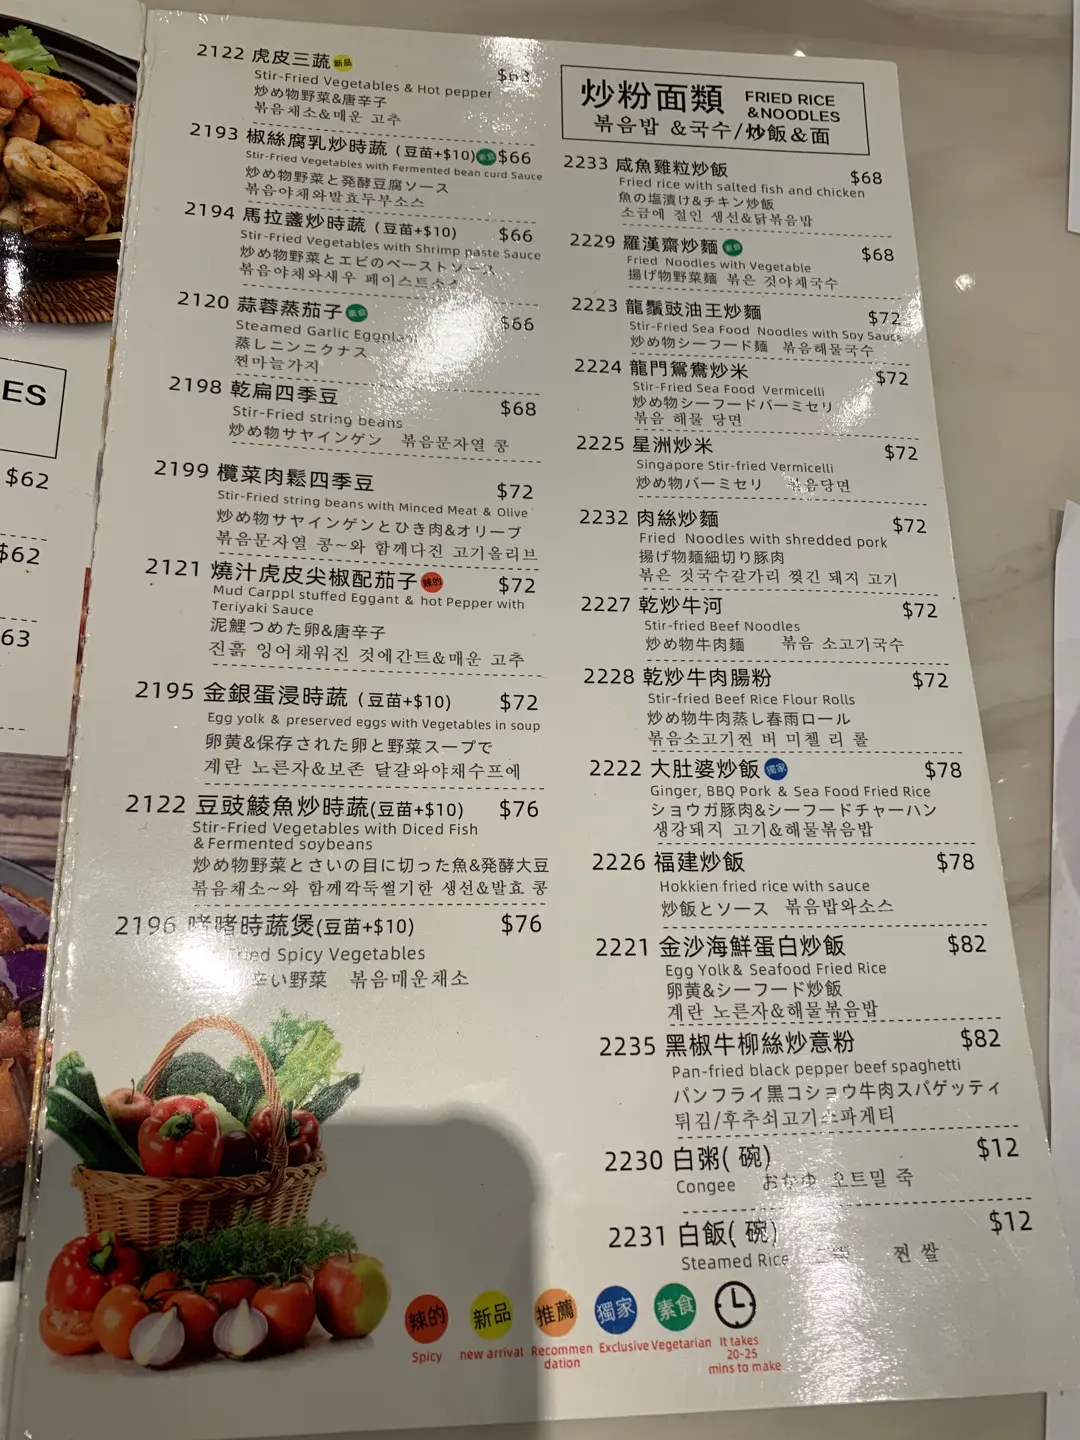 ES
$62
$62
63
2122 虎皮三蔬 新品
Stir-Fried Vegetables & Hot pepper
炒め物野菜&唐辛子
볶음채소&매운 고추
2193 椒絲腐乳炒時蔬 (豆苗+$10) 素食 $66
Stir-Fried Vegetables with Fermented bean curd Sauce
炒め物野菜と発酵豆腐ソース
볶음야채와발효두부소스
2194 馬拉盞炒時蔬 (豆苗+$10) $66
Stir-Fried Vegetables with Shrimp paste Sauce
炒め物野菜とエビのペーストソース
볶음야채와새우 페이스트소스
2120 蒜蓉蒸茄子 素食 $66
Steamed Garlic Eggplant
蒸しニンニクナス
찐마늘가지
2198 乾扁四季豆 $68
Stir-Fried string beans
炒め物サヤインゲン 볶음문자열 콩
2199 欖菜肉鬆四季豆 $72
Stir-Fried string beans with Minced Meat & Olive
炒め物サヤインゲンとひき肉&オリーブ
볶음문자열 콩~와 함께다진 고기올리브
2121 燒汁虎皮尖椒配茄子 辣的 $72
Mud Carppl stuffed Eggant & hot Pepper with
Teriyaki Sauce
泥鯉つめた卵&唐辛子
진흙 잉어채워진 것에간트&매운 고추
2195 金銀蛋浸時蔬 (豆苗+$10) $72
Egg yolk & preserved eggs with Vegetables in soup
卵黄&保存された卵と野菜スープで
계란 노른자&보존 달걀와야채수프에
2122 豆豉鯪魚炒時蔬(豆苗+$10) $76
Stir-Fried Vegetables with Diced Fish
&Fermented soybeans
炒め物野菜とさいの目に切った魚&発酵大豆
볶음채소~와 함께깍둑썰기한 생선&발효 콩
2196 啫啫時蔬煲(豆苗+$10) $76
Fried Spicy Vegetables
辛い野菜 볶음매운채소
炒粉面類 FRIED RICE
&NOODLES
볶음밥 &국수/炒飯&面
2233 咸魚雞粒炒飯 $68
Fried rice with salted fish and chicken
魚の塩漬け&チキン炒飯
소금에 절인 생선&닭볶음밥
2229 羅漢齋炒麵 素食 $68
Fried Noodles with Vegetable
揚げ物野菜麵 볶은 것야채국수
2223 龍鬚豉油王炒麵 $72
Stir-Fried Sea Food Noodles with Soy Sauce
炒め物シーフード麵 볶음해물국수
2224 龍門鴛鴦炒米 $72
Stir-Fried Sea Food Vermicelli
炒め物シーフードバーミセリ
볶음 해물 당면
2225 星洲炒米 $72
Singapore Stir-fried Vermicelli
炒め物バーミセリ 볶음당면
2232 肉絲炒麵 $72
Fried Noodles with shredded pork
揚げ物麵細切り豚肉
볶은 것국수갈가리 찢긴 돼지 고기
2227 乾炒牛河 $72
Stir-fried Beef Noodles
炒め物牛肉麵 볶음 소고기국수
2228 乾炒牛肉腸粉 $72
Stir-fried Beef Rice Flour Rolls
炒め物牛肉蒸し春雨ロール
볶음소고기찐 버 미첼 리 롤
2222 大肚婆炒飯 獨家 $78
Ginger, BBQ Pork & Sea Food Fried Rice
ショウガ豚肉&シーフードチャーハン
생강돼지 고기&해물볶음밥
2226 福建炒飯 $78
Hokkien fried rice with sauce
炒飯とソース 볶음밥와소스
2221 金沙海鮮蛋白炒飯 $82
Egg Yolk& Seafood Fried Rice
卵黄&シーフード炒飯
계란 노른자&해물볶음밥
2235 黑椒牛柳絲炒意粉 $82
Pan-fried black pepper beef spaghetti
パンフライ黒コショウ牛肉スパゲッティ
튀김/후추쇠고기스파게티
2230 白粥( 碗) $12
Congee おかゆ 오트밀 죽
2231 白飯( 碗) $12
Steamed Rice 찐 쌀
辣的 新品 推薦 獨家 素食
Spicy new arrival Recommen Exclusive Vegetarian It takes
dation 20-25
mins to make